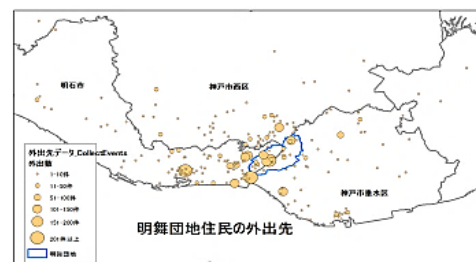 明石市
神戸市西区
外出先データ_CollectEvents
外出数
1-10件
11-50件
51-100件
101-150件
151-200件
201件以上
明舞団地
神戸市垂水区
明舞団地住民の外出先